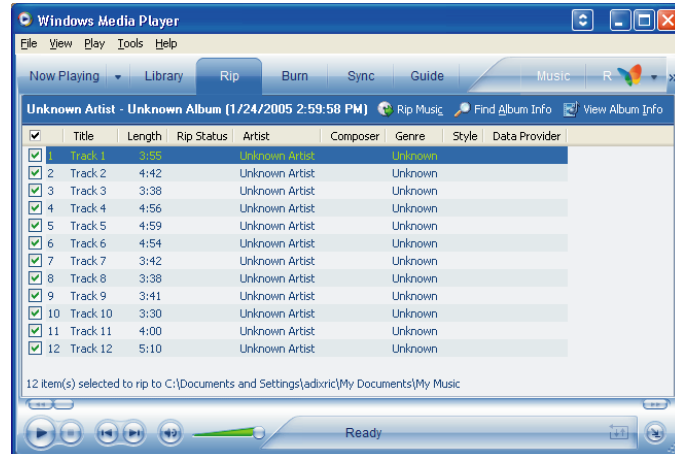 Windows Media Player
File View Play Tools Help
Now Playing Library Rip Burn Sync Guide Music R
Unknown Artist - Unknown Album (1/24/2005 2:59:58 PM) Rip Music Find Album Info View Album Info
Title Length Rip Status Artist Composer Genre Style Data Provider
1 Track 1 3:55 Unknown Artist Unknown
2 Track 2 4:42 Unknown Artist Unknown
3 Track 3 3:38 Unknown Artist Unknown
4 Track 4 4:56 Unknown Artist Unknown
5 Track 5 4:59 Unknown Artist Unknown
6 Track 6 4:54 Unknown Artist Unknown
7 Track 7 3:42 Unknown Artist Unknown
8 Track 8 3:38 Unknown Artist Unknown
9 Track 9 3:41 Unknown Artist Unknown
10 Track 10 3:30 Unknown Artist Unknown
11 Track 11 4:00 Unknown Artist Unknown
12 Track 12 5:10 Unknown Artist Unknown
12 item(s) selected to rip to C:\Documents and Settings\adixric\My Documents\My Music
Ready